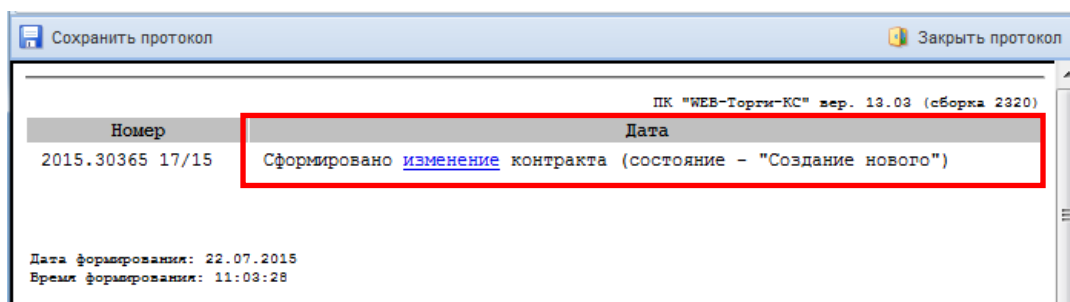 Сохранить протокол Закрыть протокол
ПК "WEB-Торги-КС" вер. 13.03 (сборка 2320)
Номер Дата
2015.30365 17/15 Сформировано изменение контракта (состояние - "Создание нового")
Дата формирования: 22.07.2015
Время формирования: 11:03:28